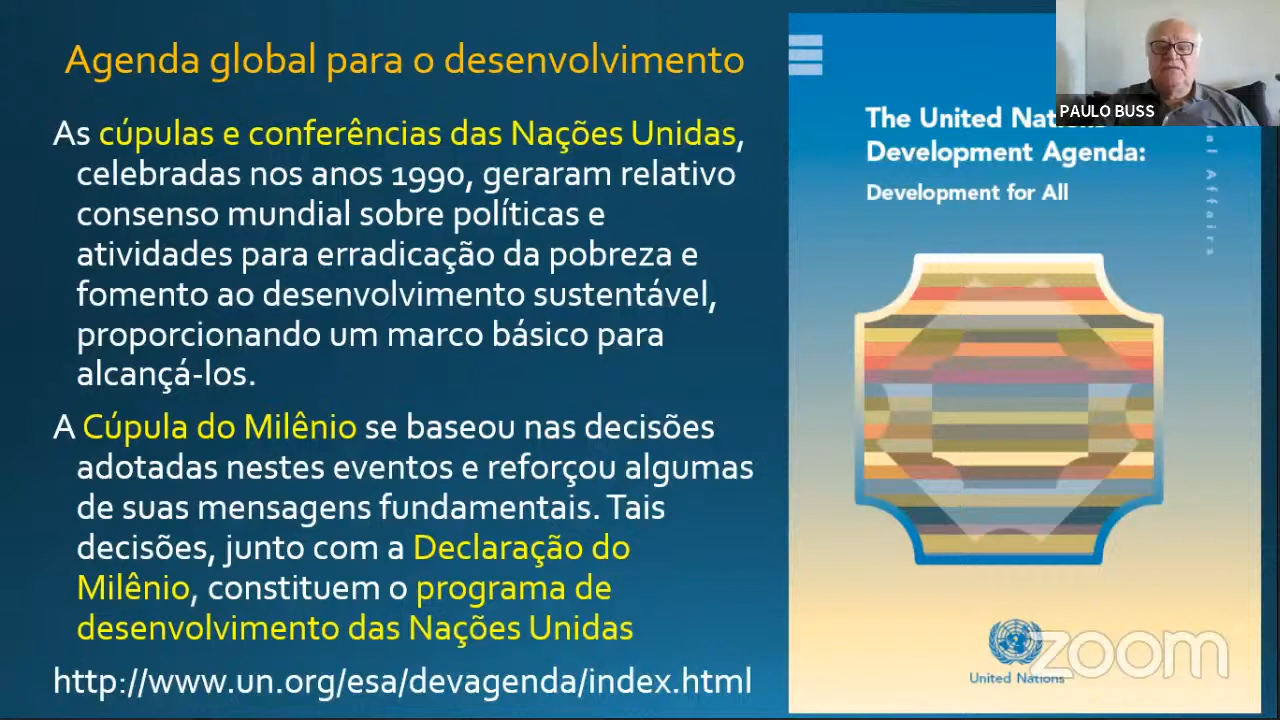 Agenda global para o desenvolvimento
As cúpulas e conferências das Nações Unidas,
celebradas nos anos 1990, geraram relativo
consenso mundial sobre políticas e
atividades para erradicação da pobreza e
fomento ao desenvolvimento sustentável,
proporcionando um marco básico para
alcançá-los.
A Cúpula do Milênio se baseou nas decisões
adotadas nestes eventos e reforçou algumas
de suas mensagens fundamentais. Tais
decisões, junto com a Declaração do
Milênio, constituem o programa de
desenvolvimento das Nações Unidas
http://www.un.org/esa/devagenda/index.html
PAULO BUSS
The United
Development Agenda:
Development for All
Affairs
United Nations
zoom